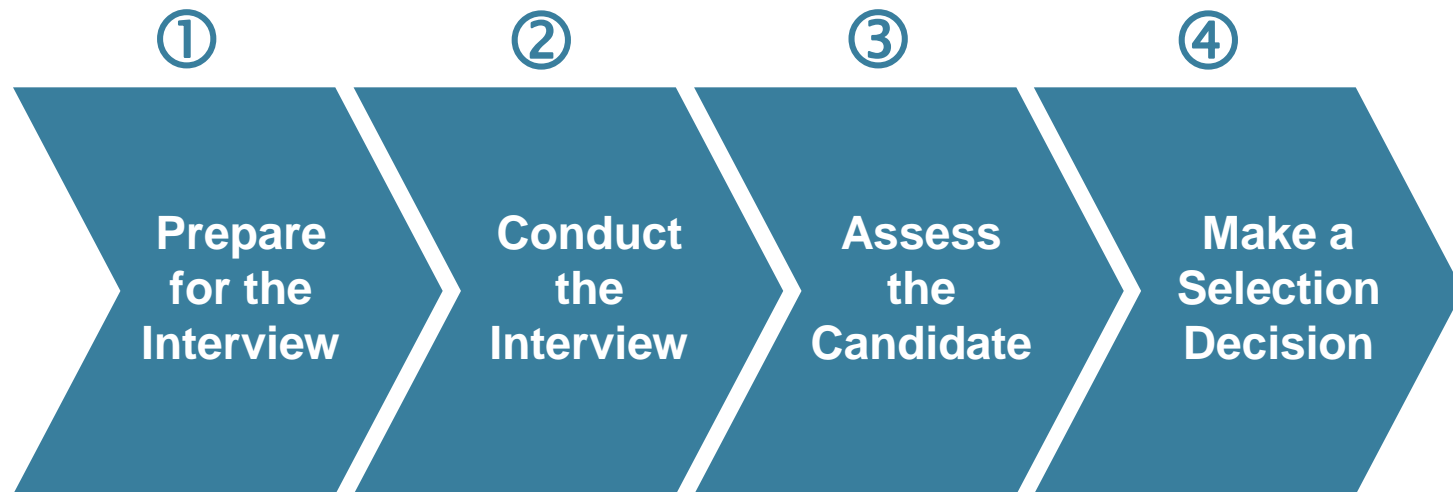 ①
②
③
④
Prepare
for the
Interview
Conduct
the
Interview
Assess
the
Candidate
Make a
Selection
Decision